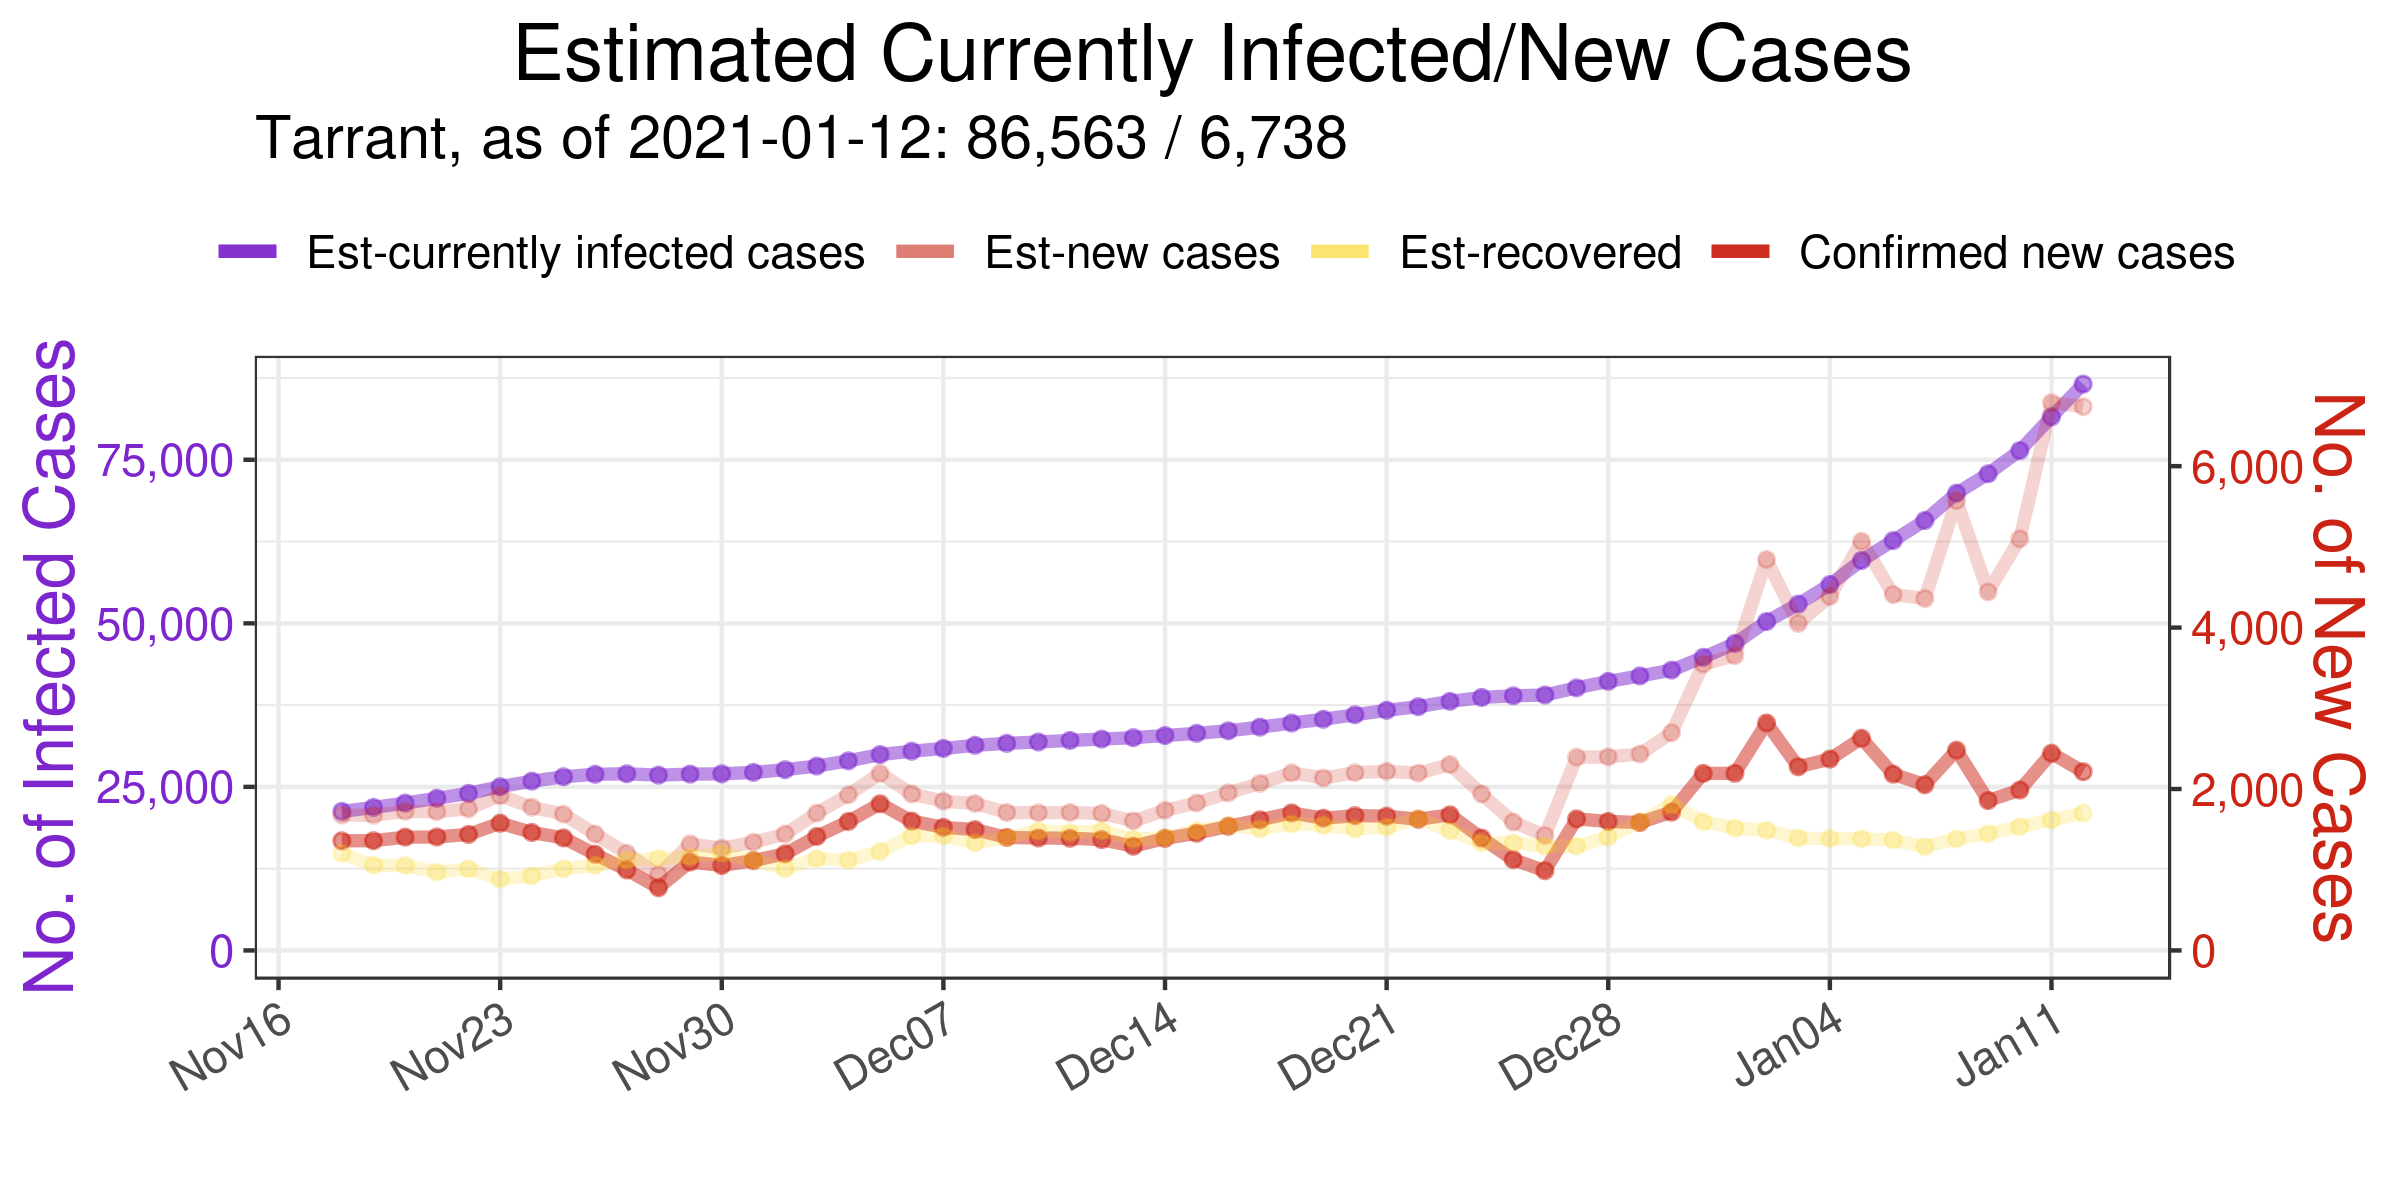 Estimated Currently Infected/New Cases
Tarrant, as of 2021-01-12: 86,563 / 6,738
Est-currently infected cases Est-new cases Est-recovered Confirmed new cases
No. of Infected Cases
75,000
50,000
25,000
0
6,000
4,000
2,000
0
No. of New Cases
Nov16 Nov23 Nov30 Dec07 Dec14 Dec21 Dec28 Jan04 Jan11